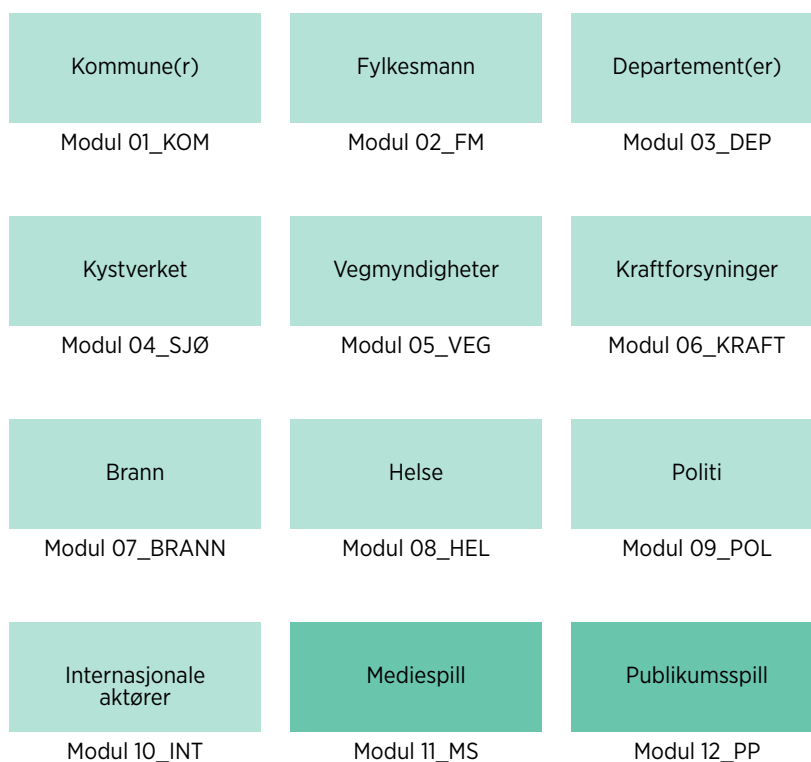 Kommune(r)
Fylkesmann
Departement(er)
Modul 01_KOM
Modul 02_FM
Modul 03_DEP
Kystverket
Vegmyndigheter
Kraftforsyninger
Modul 04_SJØ
Modul 05_VEG
Modul 06_KRAFT
Brann
Helse
Politi
Modul 07_BRANN
Modul 08_HEL
Modul 09_POL
Internasjonale
aktører
Mediespill
Publikumsspill
Modul 10_INT
Modul 11_MS
Modul 12_PP